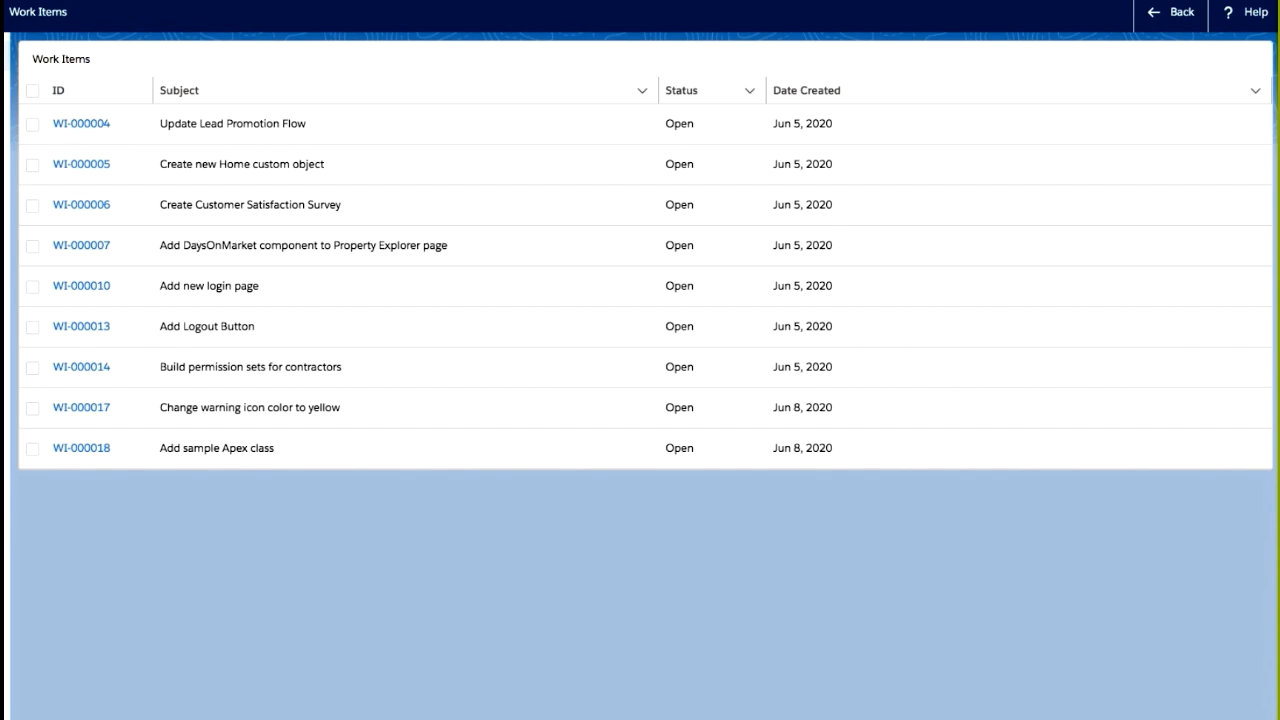 Work Items
Back
? Help
Work Items
ID Subject Status Date Created
WI-000004 Update Lead Promotion Flow Open Jun 5, 2020
WI-000005 Create new Home custom object Open Jun 5, 2020
WI-000006 Create Customer Satisfaction Survey Open Jun 5, 2020
WI-000007 Add DaysOnMarket component to Property Explorer page Open Jun 5, 2020
WI-000010 Add new login page Open Jun 5, 2020
WI-000013 Add Logout Button Open Jun 5, 2020
WI-000014 Build permission sets for contractors Open Jun 5, 2020
WI-000017 Change warning icon color to yellow Open Jun 8, 2020
WI-000018 Add sample Apex class Open Jun 8, 2020